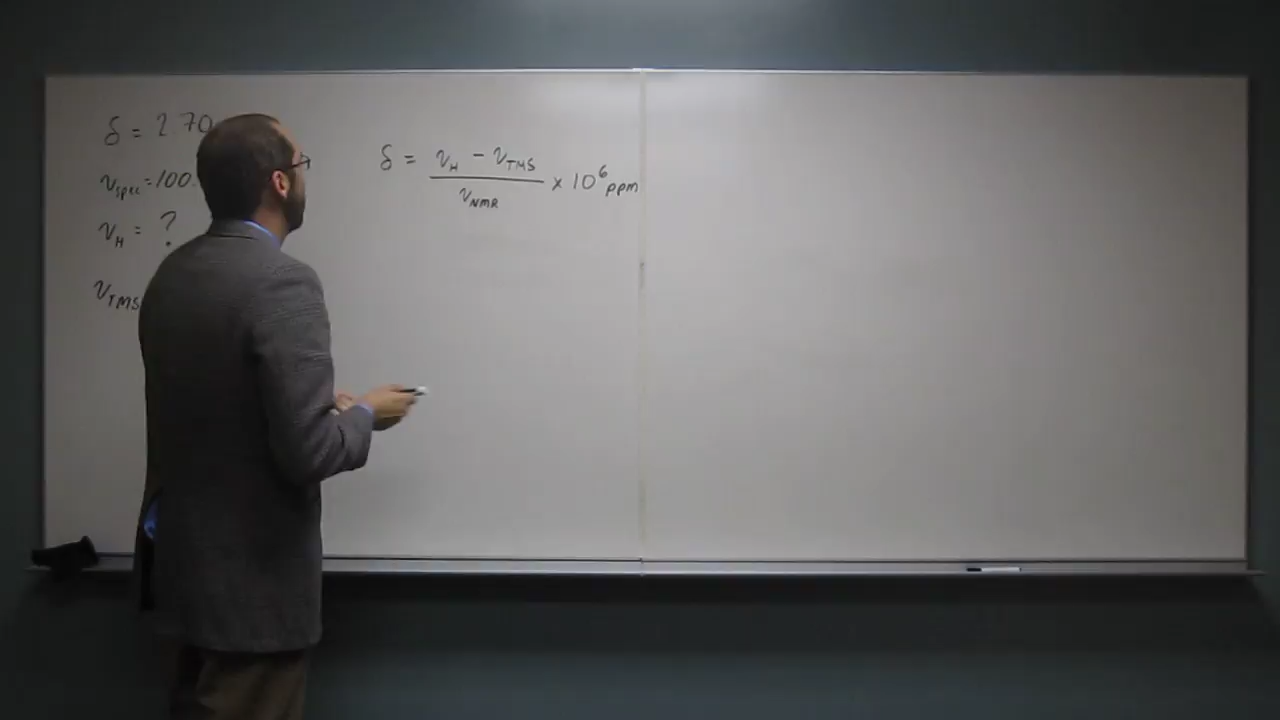 δ = 2.70
ν_spec = 100.
ν_H = ?
ν_TMS
δ = (ν_H - ν_TMS) / ν_NMR × 10^6 ppm